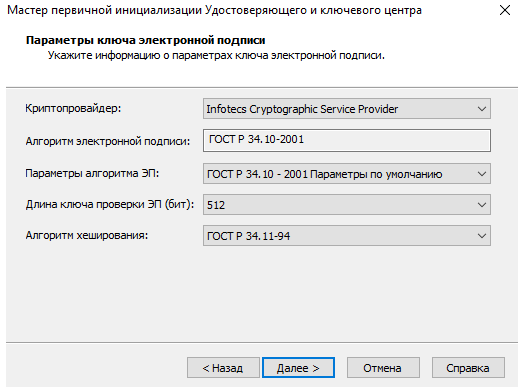 Мастер первичной инициализации Удостоверяющего и ключевого центра
Параметры ключа электронной подписи
Укажите информацию о параметрах ключа электронной подписи.
Криптопровайдер: Infotecs Cryptographic Service Provider
Алгоритм электронной подписи: ГОСТ Р 34.10-2001
Параметры алгоритма ЭП: ГОСТ Р 34.10 - 2001 Параметры по умолчанию
Длина ключа проверки ЭП (бит): 512
Алгоритм хеширования: ГОСТ Р 34.11-94
< Назад Далее > Отмена Справка